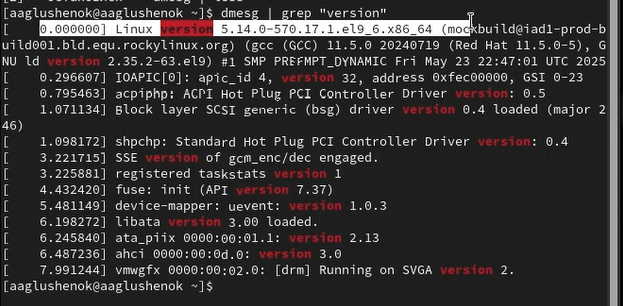 [aaglushenok@aaglushenok ~]$ dmesg | grep "version"
[    0.000000] Linux version 5.14.0-570.17.1.el9_6.x86_64 (mockbuild@iad1-prod-b
uild001.bld.equ.rockylinux.org) (gcc (GCC) 11.5.0 20240719 (Red Hat 11.5.0-5), G
NU ld version 2.35.2-63.el9) #1 SMP PREEMPT_DYNAMIC Fri May 23 22:47:01 UTC 2025
[    0.296607] IOAPIC[0]: apic_id 4, version 32, address 0xfec00000, GSI 0-23
[    0.795463] acpiphp: ACPI Hot Plug PCI Controller Driver version: 0.5
[    1.071134] Block layer SCSI generic (bsg) driver version 0.4 loaded (major 2
46)
[    1.098172] shpchp: Standard Hot Plug PCI Controller Driver version: 0.4
[    3.221715] SSE version of gcm_enc/dec engaged.
[    3.225881] registered taskstats version 1
[    4.432420] fuse: init (API version 7.37)
[    5.481149] device-mapper: uevent: version 1.0.3
[    6.198272] libata version 3.00 loaded.
[    6.245840] ata_piix 0000:00:01.1: version 2.13
[    6.487236] ahci 0000:00:0d.0: version 3.0
[    7.991244] vmwgfx 0000:00:02.0: [drm] Running on SVGA version 2.
[aaglushenok@aaglushenok ~]$